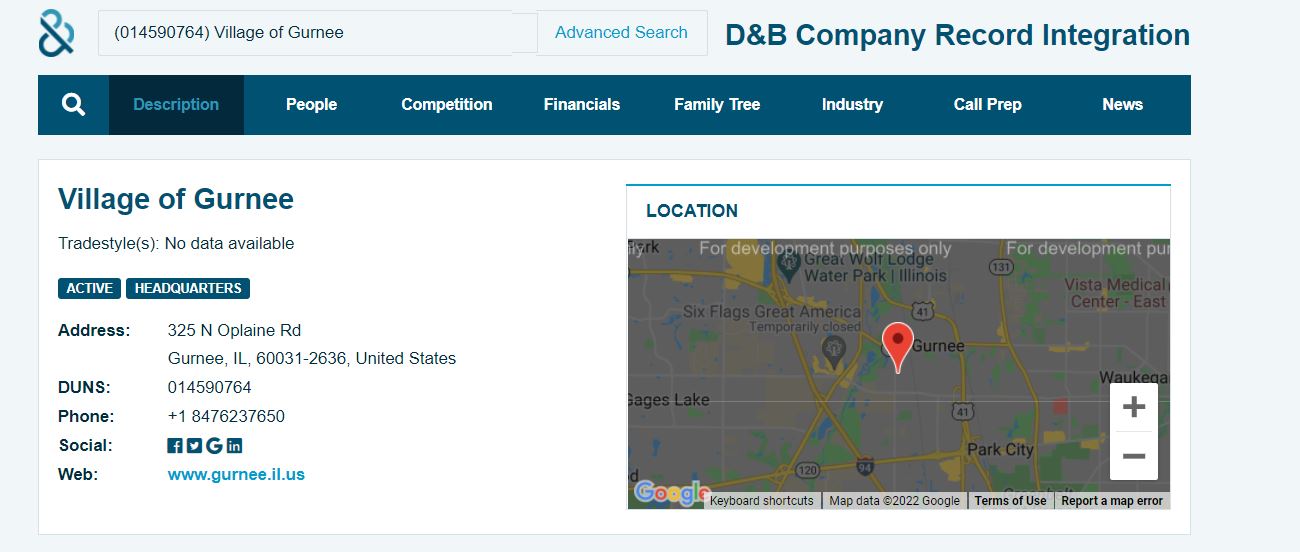 (014590764) Village of Gurnee
Advanced Search
D&B Company Record Integration
Description
People
Competition
Financials
Family Tree
Industry
Call Prep
News
Village of Gurnee
Tradestyle(s): No data available
ACTIVE
HEADQUARTERS
Address: 325 N Oplaine Rd
Gurnee, IL, 60031-2636, United States
DUNS: 014590764
Phone: +1 8476237650
Social:
Web: www.gurnee.il.us
LOCATION
For development purposes only
For development pur
Great Wolf Lodge
Water Park | Illinois
131
Vista Medical
Center - East
Six Flags Great America
Temporarily closed
41
Gurnee
Waukega
Gages Lake
41
Park City
120
94
Google
Keyboard shortcuts
Map data ©2022 Google
Terms of Use
Report a map error